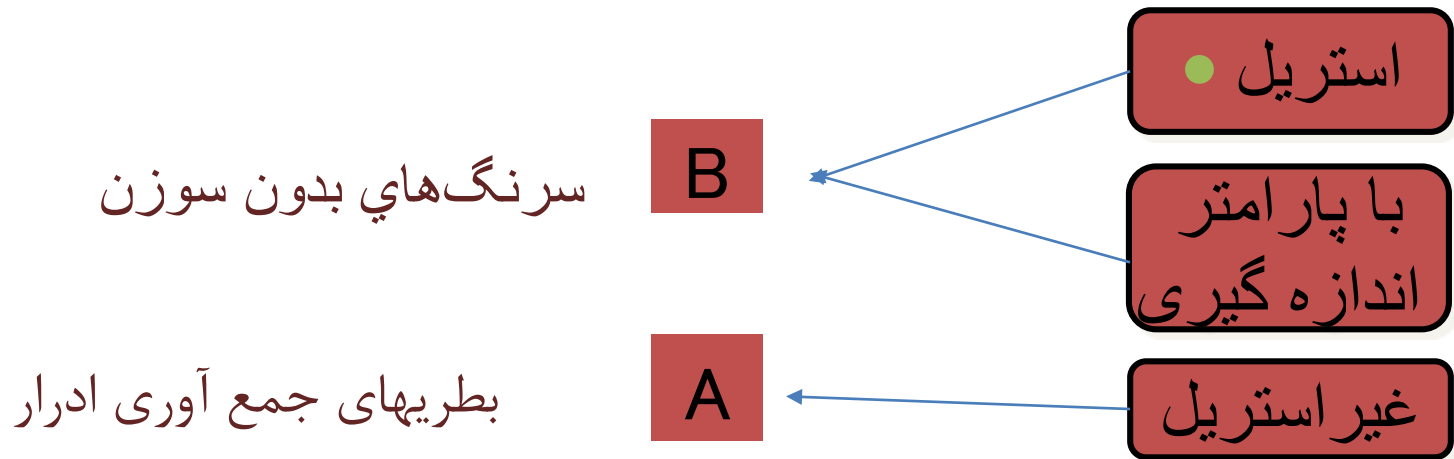 استریل
B
سرنگ‌هاي بدون سوزن
با پارامتر
اندازه گیری
غیراستریل
A
بطریهای جمع آوری ادرار